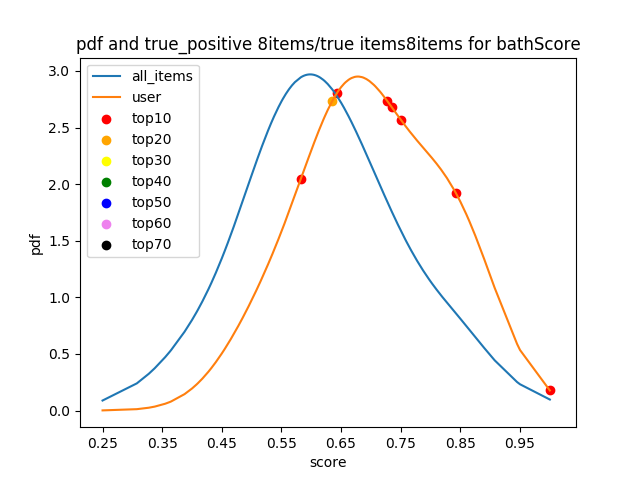 pdf and true_positive 8items/true items8items for bathScore
all_items
user
top10
top20
top30
top40
top50
top60
top70
3.0
2.5
2.0
1.5
1.0
0.5
0.0
pdf
0.25 0.35 0.45 0.55 0.65 0.75 0.85 0.95
score